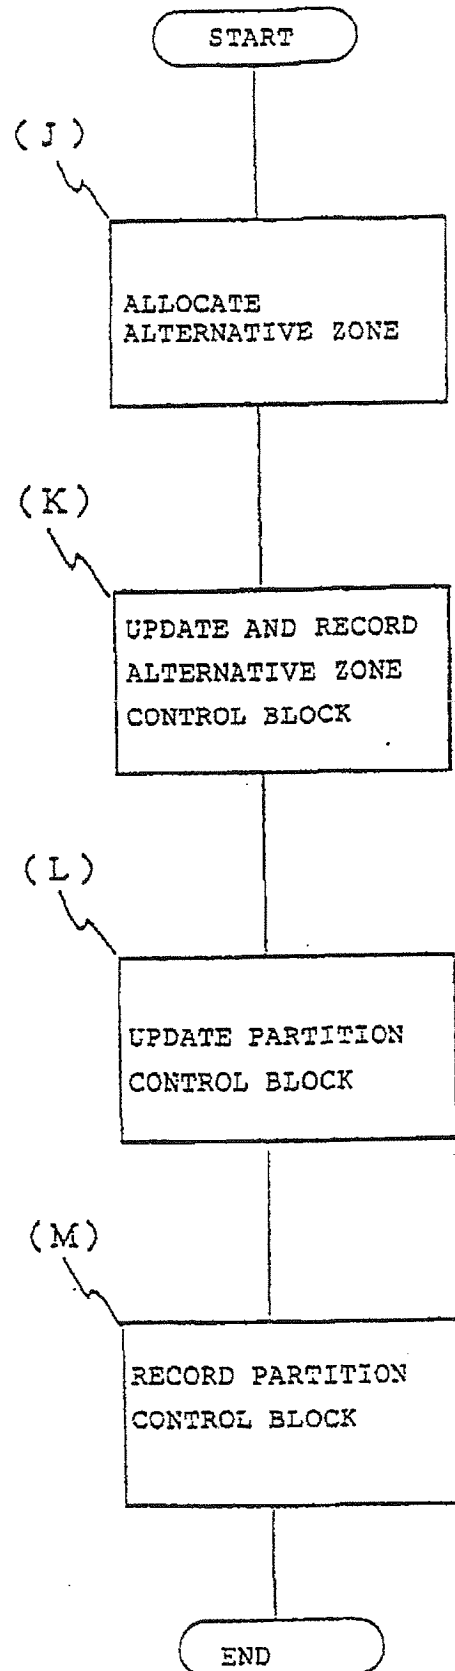 START
(J)
ALLOCATE
ALTERNATIVE ZONE
(K)
UPDATE AND RECORD
ALTERNATIVE ZONE
CONTROL BLOCK
(L)
UPDATE PARTITION
CONTROL BLOCK
(M)
RECORD PARTITION
CONTROL BLOCK
END